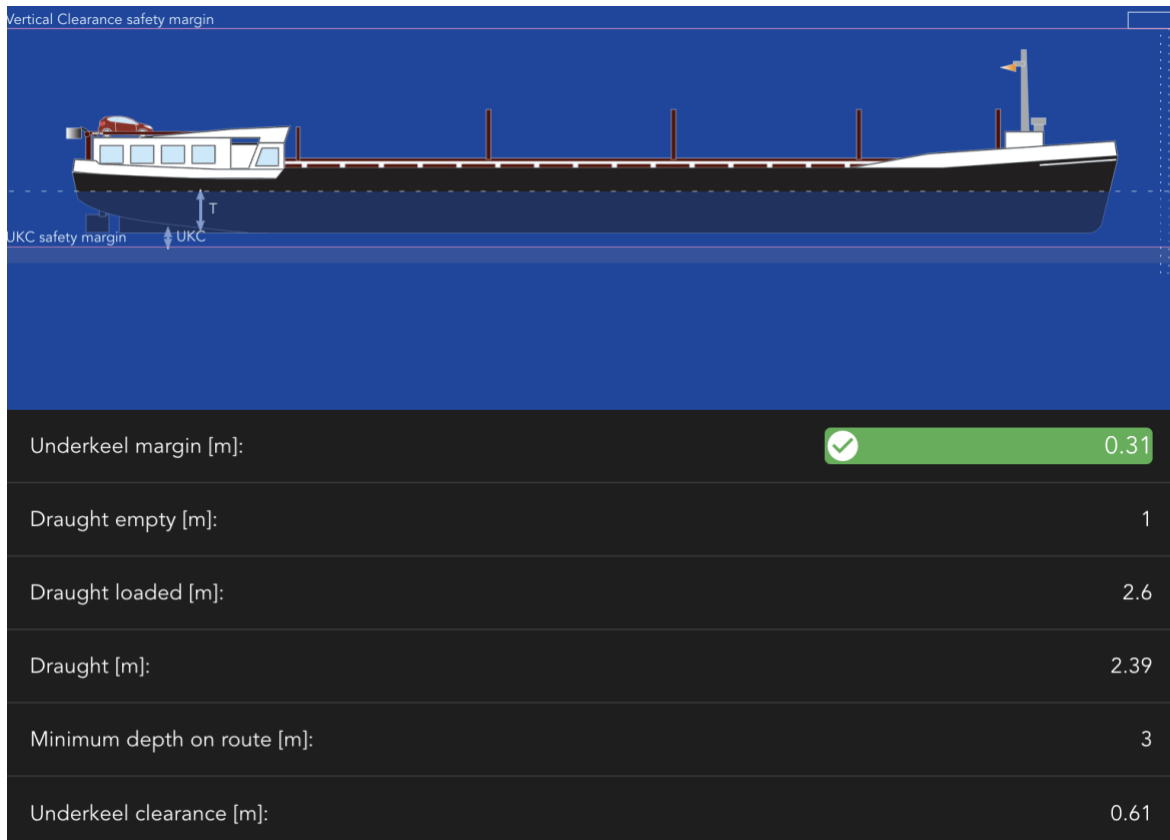 Vertical Clearance safety margin
T
UKC safety margin
UKC
Underkeel margin [m]: 0.31
Draught empty [m]: 1
Draught loaded [m]: 2.6
Draught [m]: 2.39
Minimum depth on route [m]: 3
Underkeel clearance [m]: 0.61